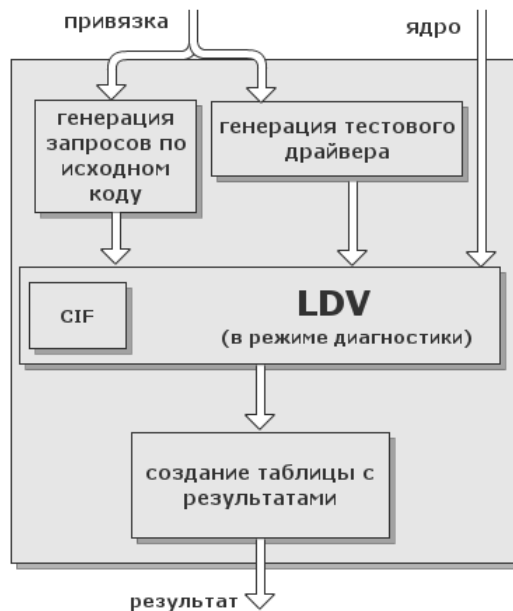 привязка
ядро
генерация
запросов по
исходном
коду
генерация тестового
драйвера
CIF
LDV
(в режиме диагностики)
создание таблицы с
результатами
результат